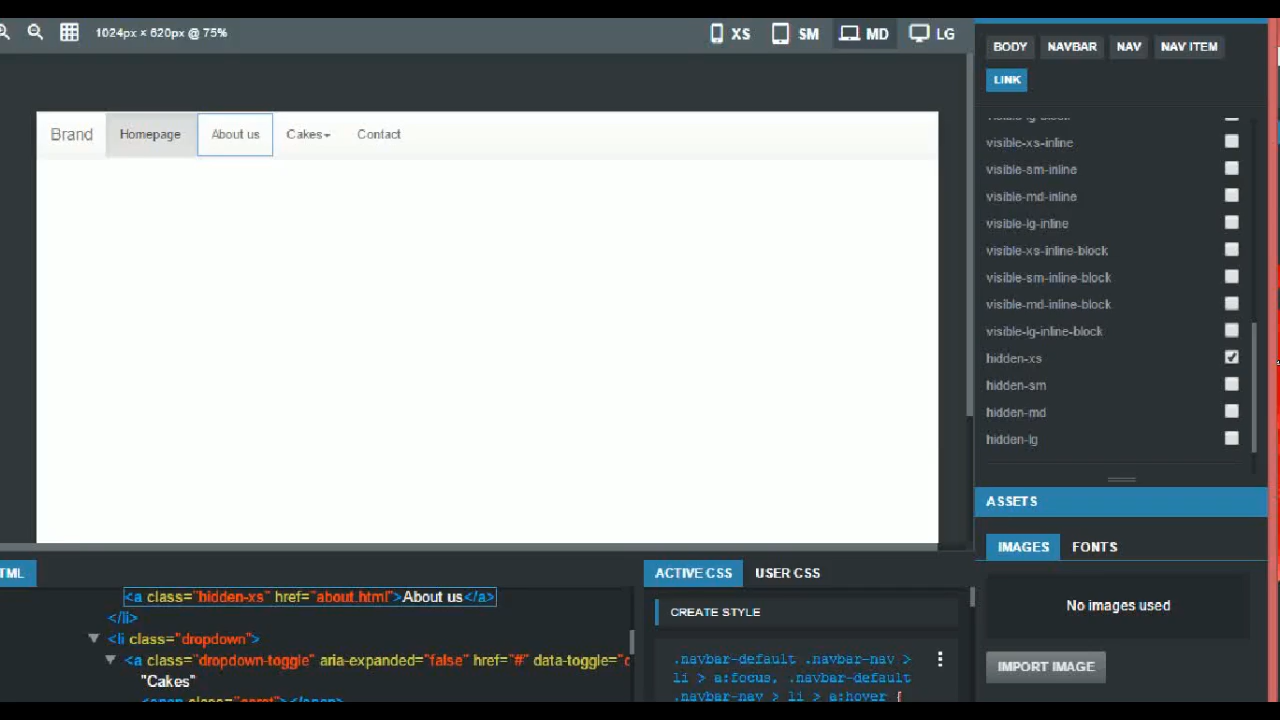 1024px × 620px @ 75%
XS SM MD LG
BODY NAVBAR NAV NAV ITEM
LINK
Brand Homepage About us Cakes Contact
visible-xs-inline
visible-sm-inline
visible-md-inline
visible-lg-inline
visible-xs-inline-block
visible-sm-inline-block
visible-md-inline-block
visible-lg-inline-block
hidden-xs
hidden-sm
hidden-md
hidden-lg
ASSETS
IMAGES FONTS
No images used
IMPORT IMAGE
TML
<a class="hidden-xs" href="about.html">About us</a>
</li>
<li class="dropdown">
<a class="dropdown-toggle" aria-expanded="false" href="#" data-toggle="d
"Cakes"
ACTIVE CSS USER CSS
CREATE STYLE
.navbar-default .navbar-nav >
li > a:focus, .navbar-default
.navbar-nav > li > a:hover {